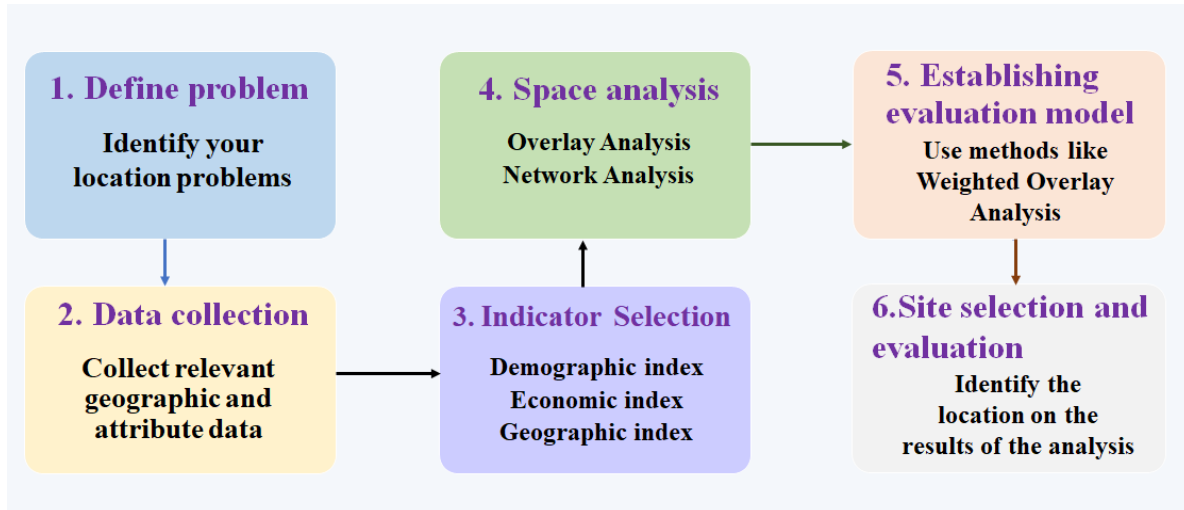 1. Define problem
Identify your
location problems
2. Data collection
Collect relevant
geographic and
attribute data
3. Indicator Selection
Demographic index
Economic index
Geographic index
4. Space analysis
Overlay Analysis
Network Analysis
5. Establishing
evaluation model
Use methods like
Weighted Overlay
Analysis
6.Site selection and
evaluation
Identify the
location on the
results of the analysis